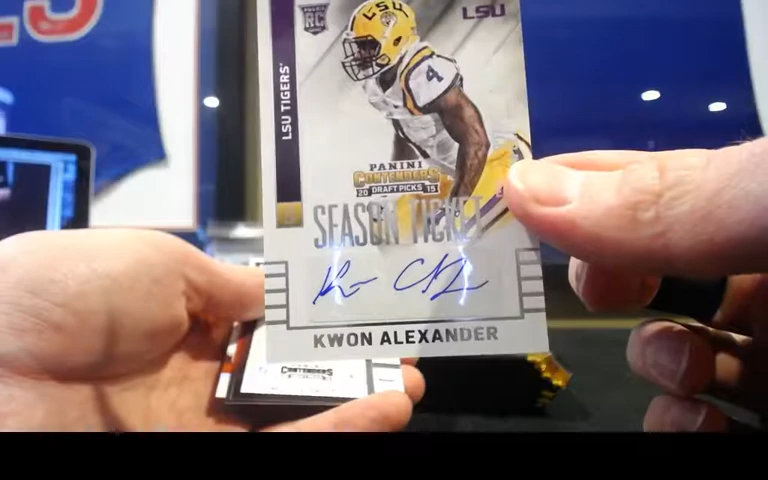 RC
LSU
LSU
LSU TIGERS'
4
PANINI
CONTENDERS
20 DRAFT PICKS 15
SEASON TICKET
KWON ALEXANDER
CONTENDERS